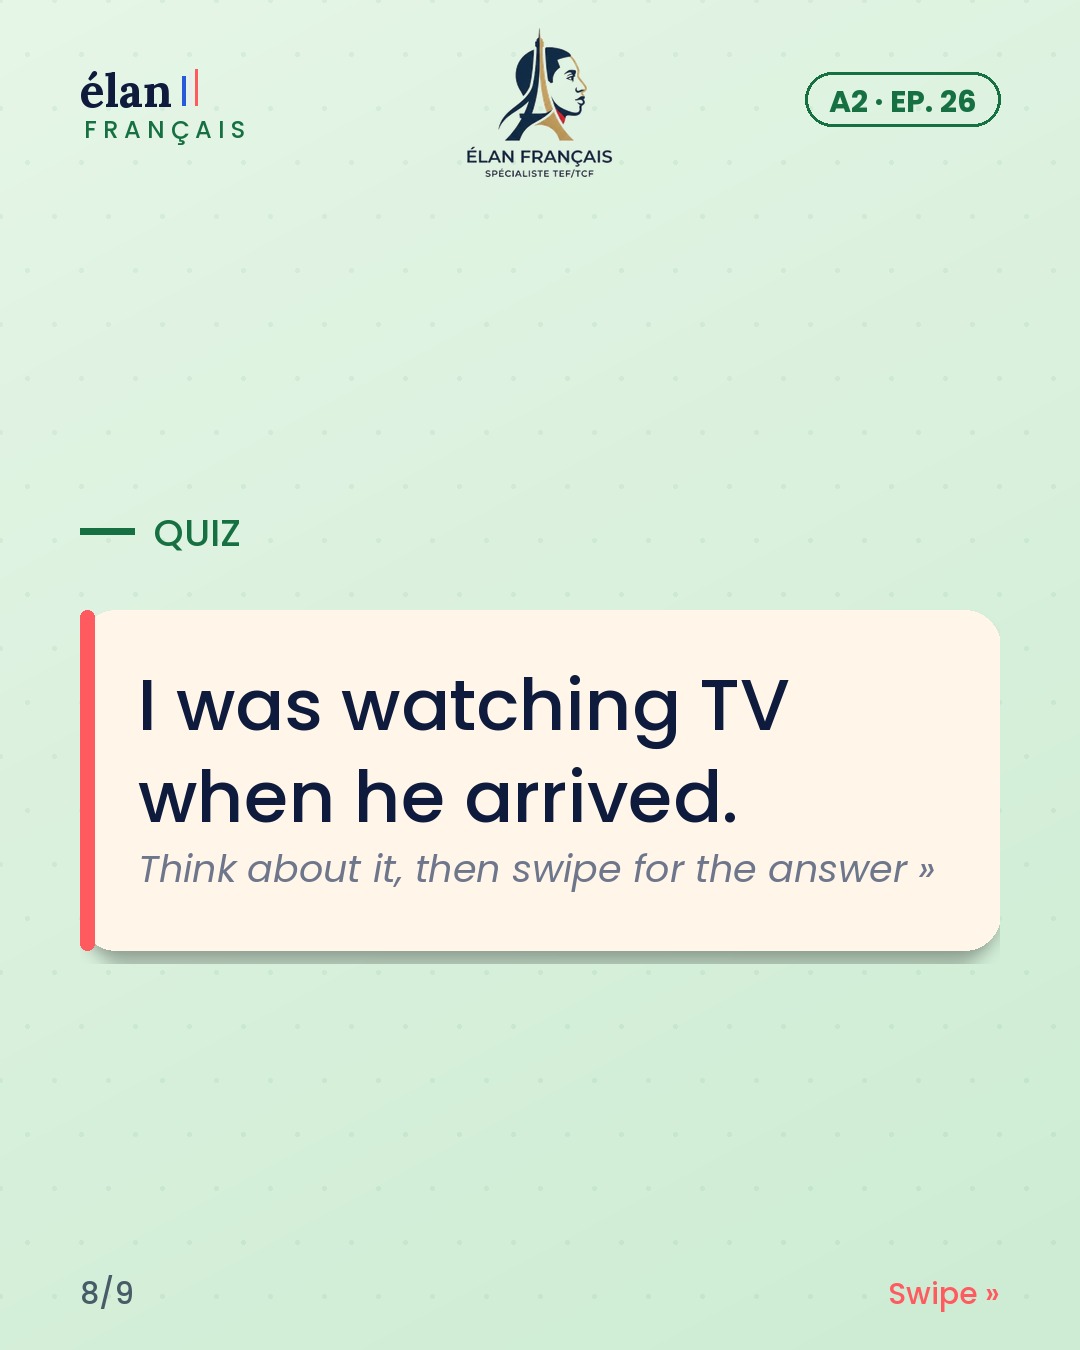 élan
FRANÇAIS
ÉLAN FRANÇAIS
SPÉCIALISTE TEF/TCF
A2 · EP. 26
QUIZ
I was watching TV
when he arrived.
Think about it, then swipe for the answer »
8/9
Swipe »